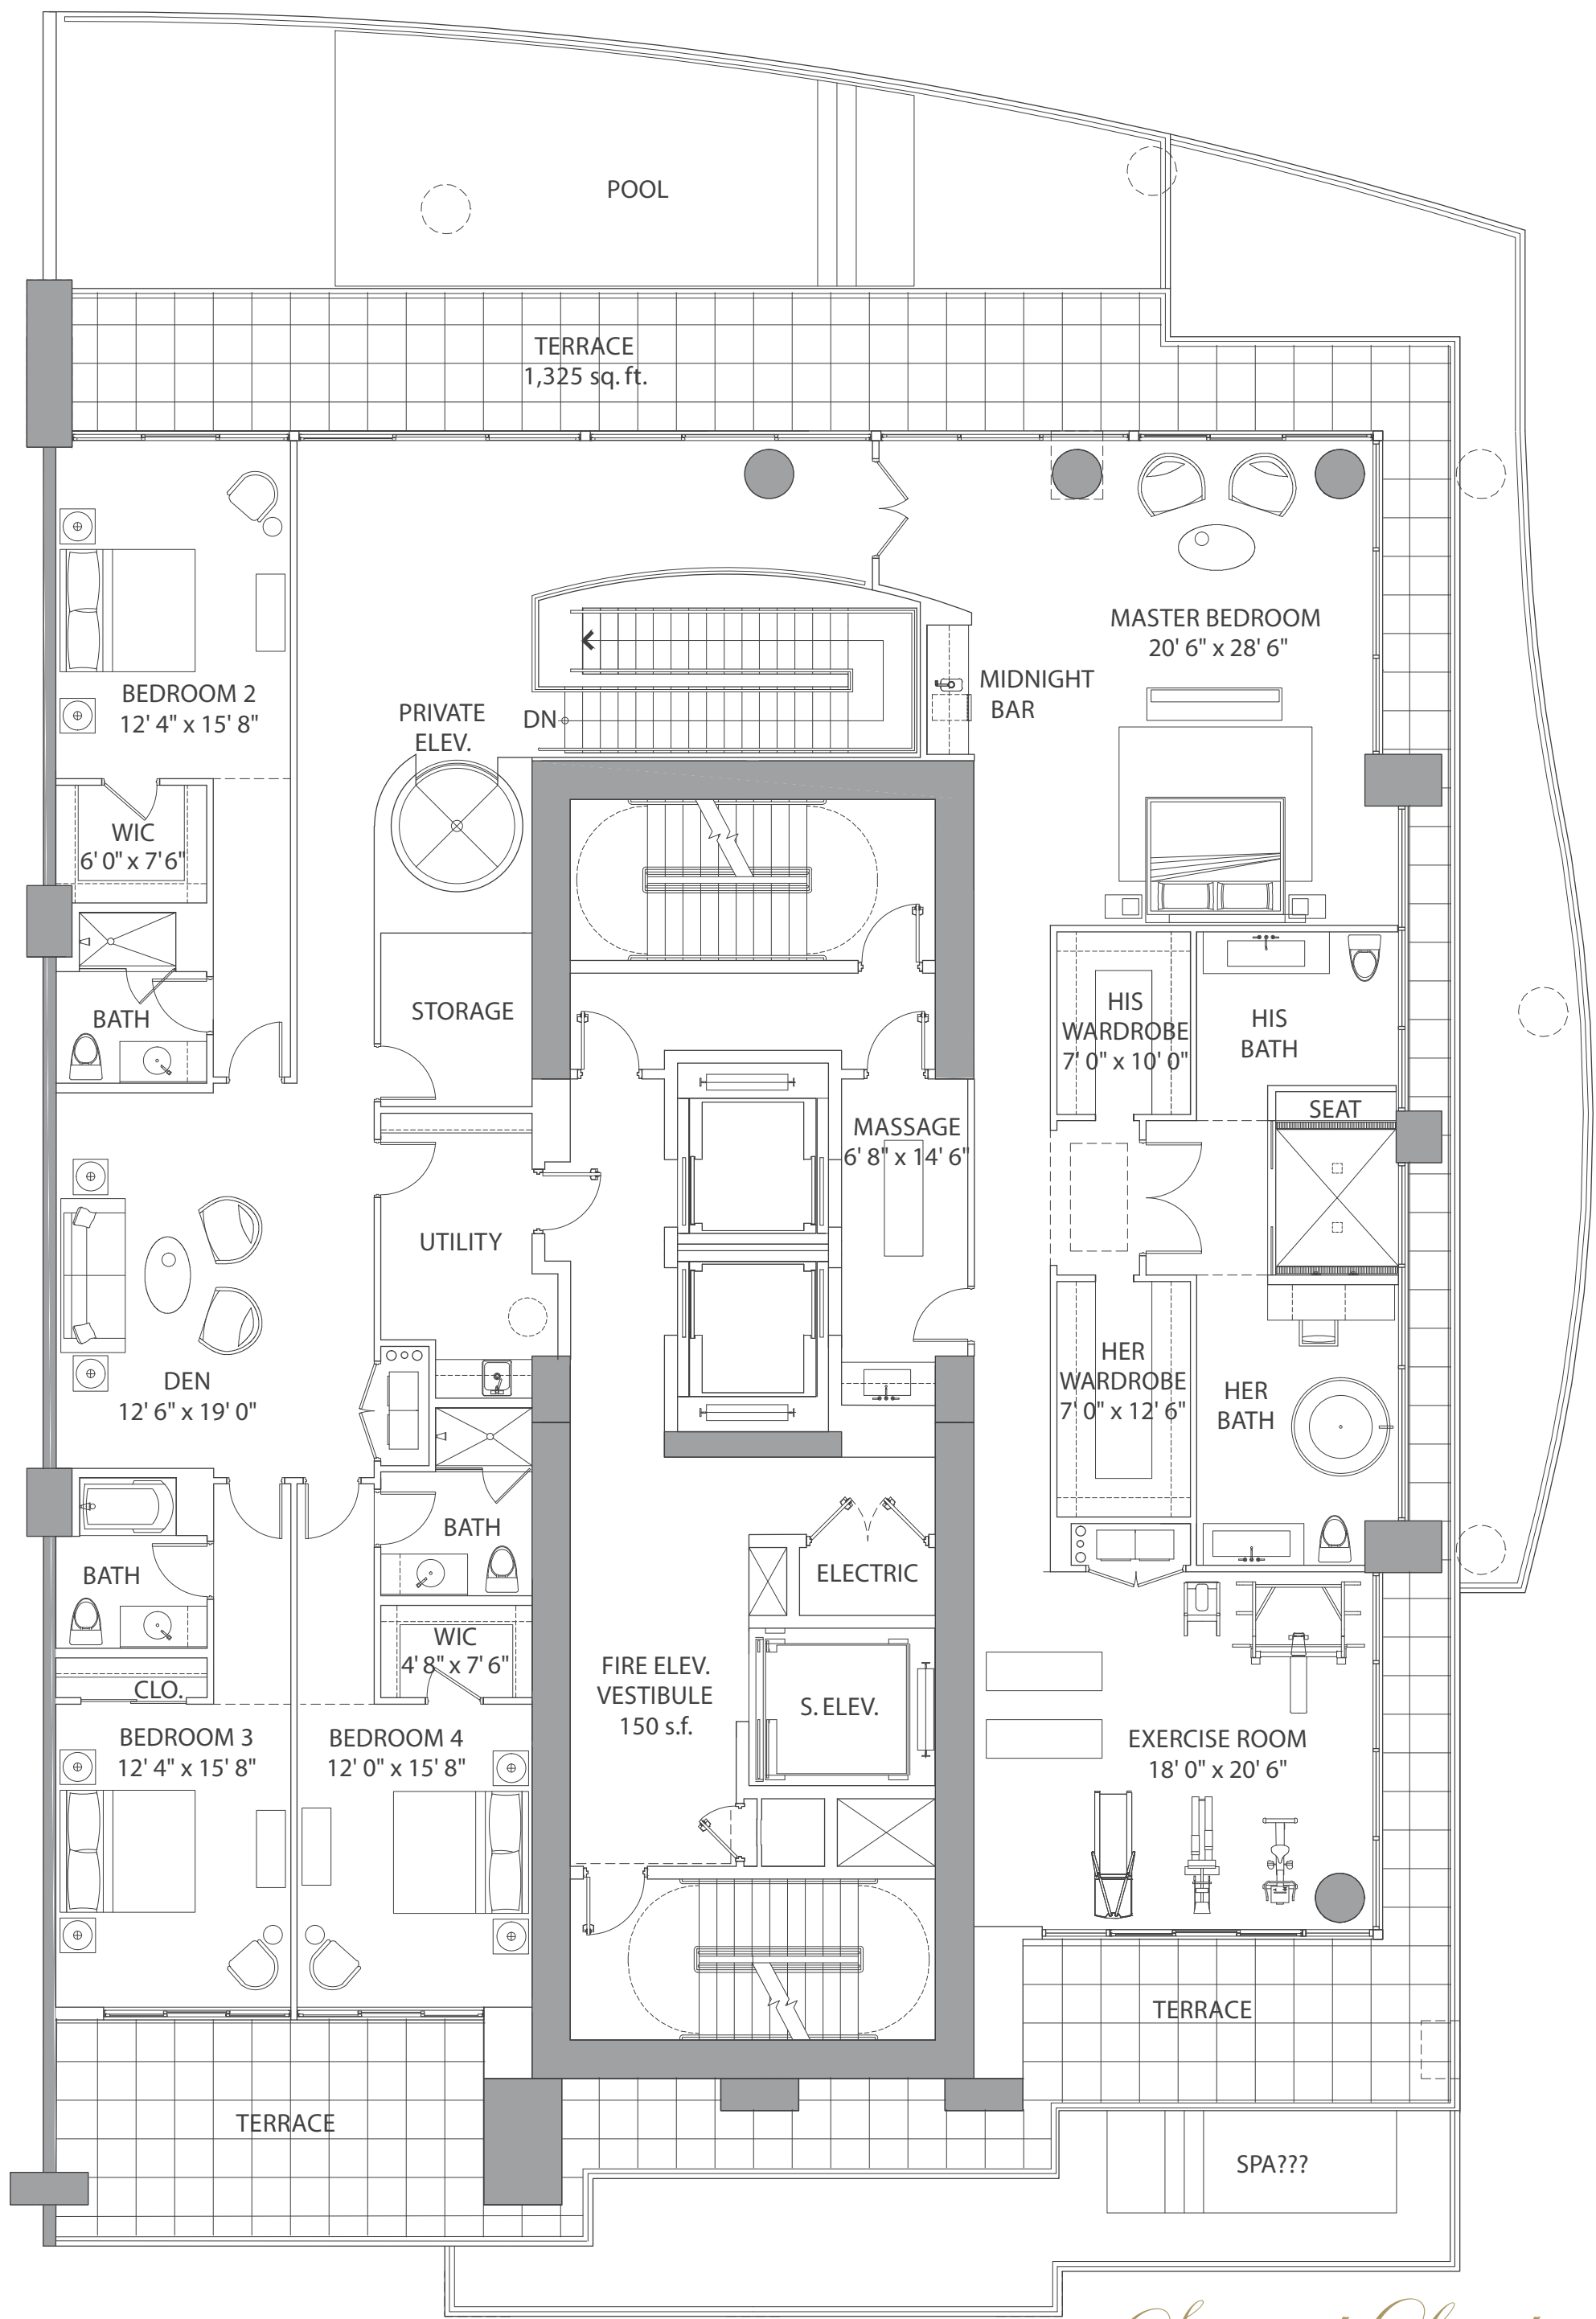 POOL
TERRACE
1,325 sq. ft.
MASTER BEDROOM
20' 6" x 28' 6"
MIDNIGHT
BAR
BEDROOM 2
12' 4" x 15' 8"
PRIVATE
ELEV.
DN
WIC
6' 0" x 7' 6"
BATH
STORAGE
HIS
WARDROBE
7' 0" x 10' 0"
HIS
BATH
SEAT
MASSAGE
6' 8" x 14' 6"
UTILITY
DEN
12' 6" x 19' 0"
HER
WARDROBE
7' 0" x 12' 6"
HER
BATH
BATH
BATH
ELECTRIC
WIC
4' 8" x 7' 6"
CLO.
FIRE ELEV.
VESTIBULE
150 s.f.
S. ELEV.
BEDROOM 3
12' 4" x 15' 8"
BEDROOM 4
12' 0" x 15' 8"
EXERCISE ROOM
18' 0" x 20' 6"
TERRACE
TERRACE
SPA???